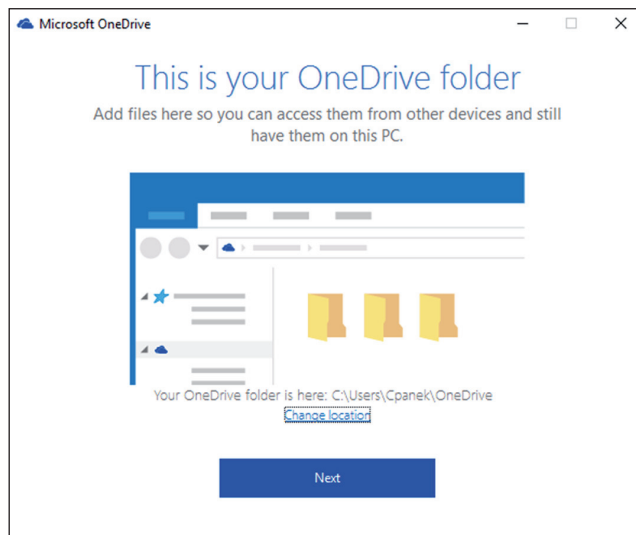 Microsoft OneDrive
This is your OneDrive folder
Add files here so you can access them from other devices and still
have them on this PC.
Your OneDrive folder is here: C:\Users\Cpanek\OneDrive
Change location
Next